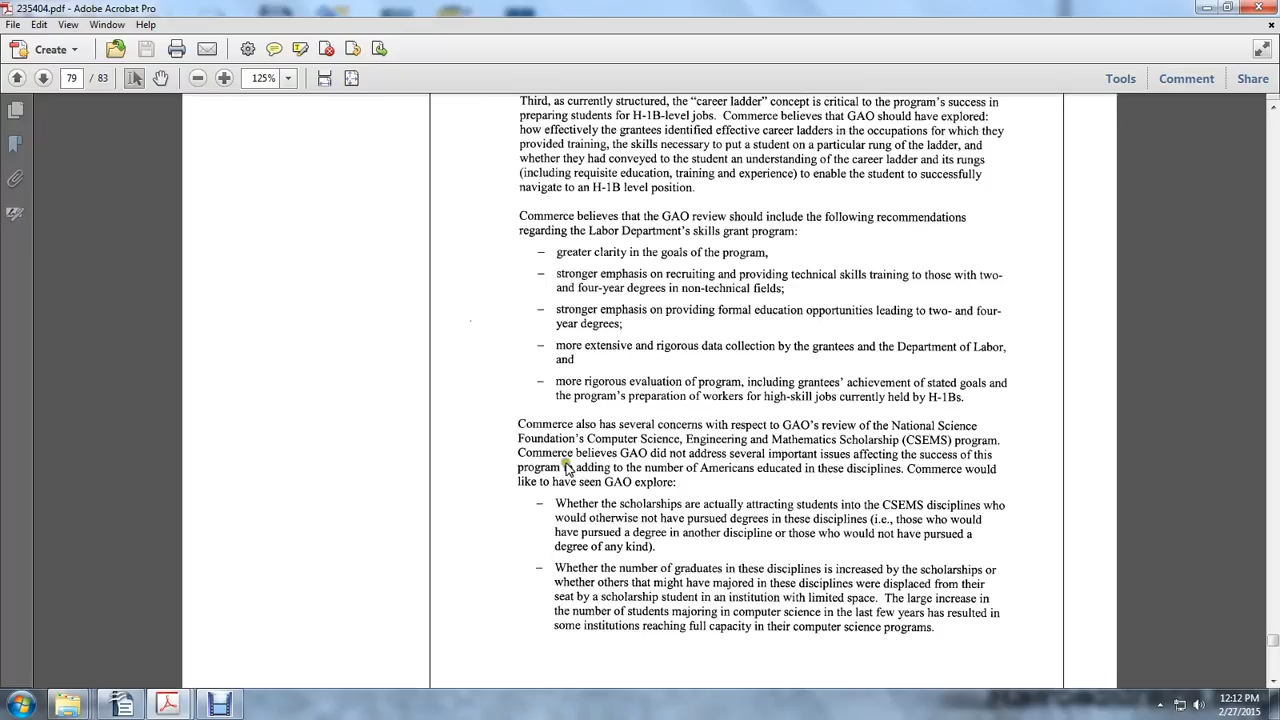 235404.pdf - Adobe Acrobat Pro
File Edit View Window Help
Create
79 / 83 125% Tools Comment Share
Third, as currently structured, the “career ladder” concept is critical to the program’s success in
preparing students for H-1B-level jobs. Commerce believes that GAO should have explored:
how effectively the grantees identified effective career ladders in the occupations for which they
provided training, the skills necessary to put a student on a particular rung of the ladder, and
whether they had conveyed to the student an understanding of the career ladder and its rungs
(including requisite education, training and experience) to enable the student to successfully
navigate to an H-1B level position.
Commerce believes that the GAO review should include the following recommendations
regarding the Labor Department’s skills grant program:
– greater clarity in the goals of the program,
– stronger emphasis on recruiting and providing technical skills training to those with two-
and four-year degrees in non-technical fields;
– stronger emphasis on providing formal education opportunities leading to two- and four-
year degrees;
– more extensive and rigorous data collection by the grantees and the Department of Labor,
and
– more rigorous evaluation of program, including grantees’ achievement of stated goals and
the program’s preparation of workers for high-skill jobs currently held by H-1Bs.
Commerce also has several concerns with respect to GAO’s review of the National Science
Foundation’s Computer Science, Engineering and Mathematics Scholarship (CSEMS) program.
Commerce believes GAO did not address several important issues affecting the success of this
program adding to the number of Americans educated in these disciplines. Commerce would
like to have seen GAO explore:
– Whether the scholarships are actually attracting students into the CSEMS disciplines who
would otherwise not have pursued degrees in these disciplines (i.e., those who would
have pursued a degree in another discipline or those who would not have pursued a
degree of any kind).
– Whether the number of graduates in these disciplines is increased by the scholarships or
whether others that might have majored in these disciplines were displaced from their
seat by a scholarship student in an institution with limited space. The large increase in
the number of students majoring in computer science in the last few years has resulted in
some institutions reaching full capacity in their computer science programs.
12:12 PM
2/27/2015